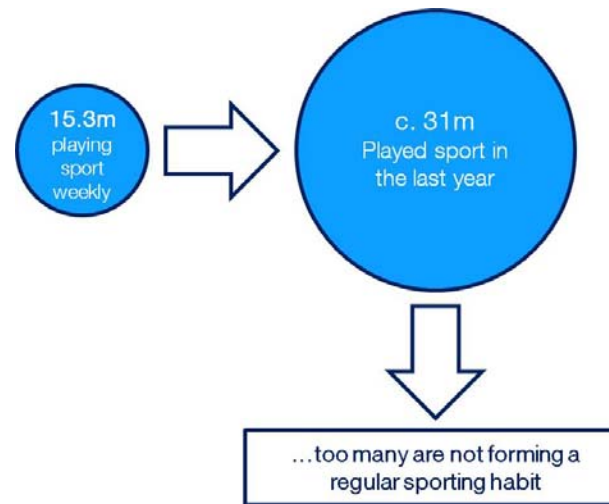 15.3m
playing
sport
weekly
c. 31m
Played sport in
the last year
...too many are not forming a
regular sporting habit